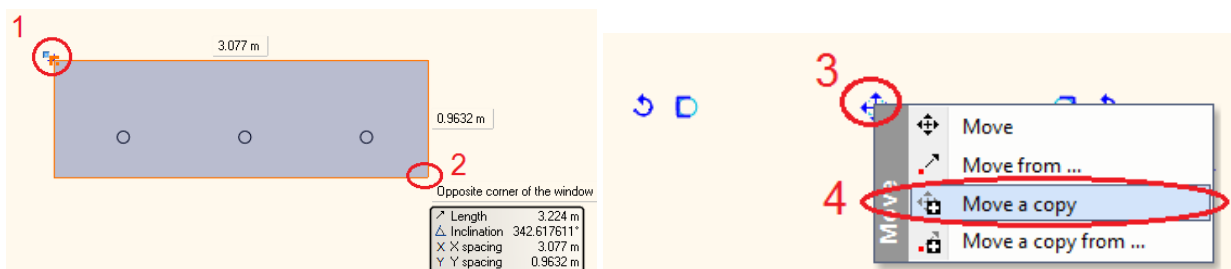 1
3.077 m
0.9632 m
2
Opposite corner of the window
Length 3.224 m
Inclination 342.617611°
X X spacing 3.077 m
Y Y spacing 0.9632 m
3
Move
Move
Move from ...
4
Move a copy
Move a copy from ...